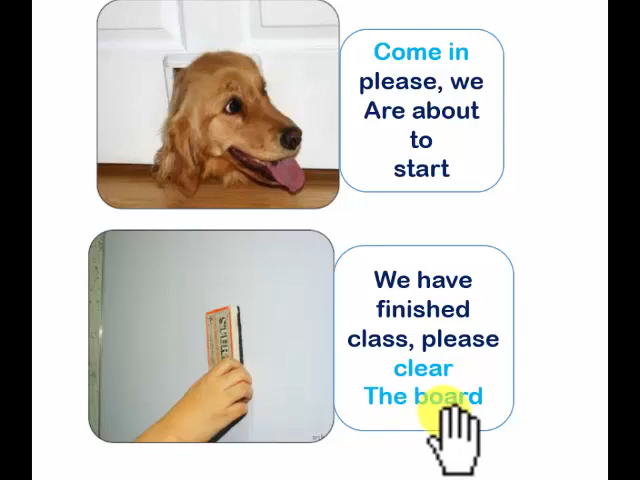 Come in
please, we
Are about
to
start
We have
finished
class, please
clear
The board